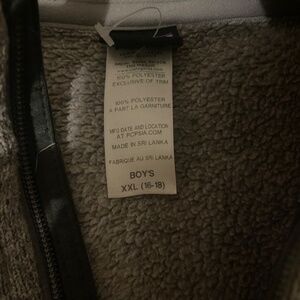 100% POLYESTER
EXCLUSIVE OF TRIM
100% POLYESTER
A PART LA GARNITURE
MFG DATE AND LOCATION
AT PCPSIA.COM
MADE IN SRI LANKA
FABRIQUE AU SRI LANKA
BOY'S
XXL (16-18)